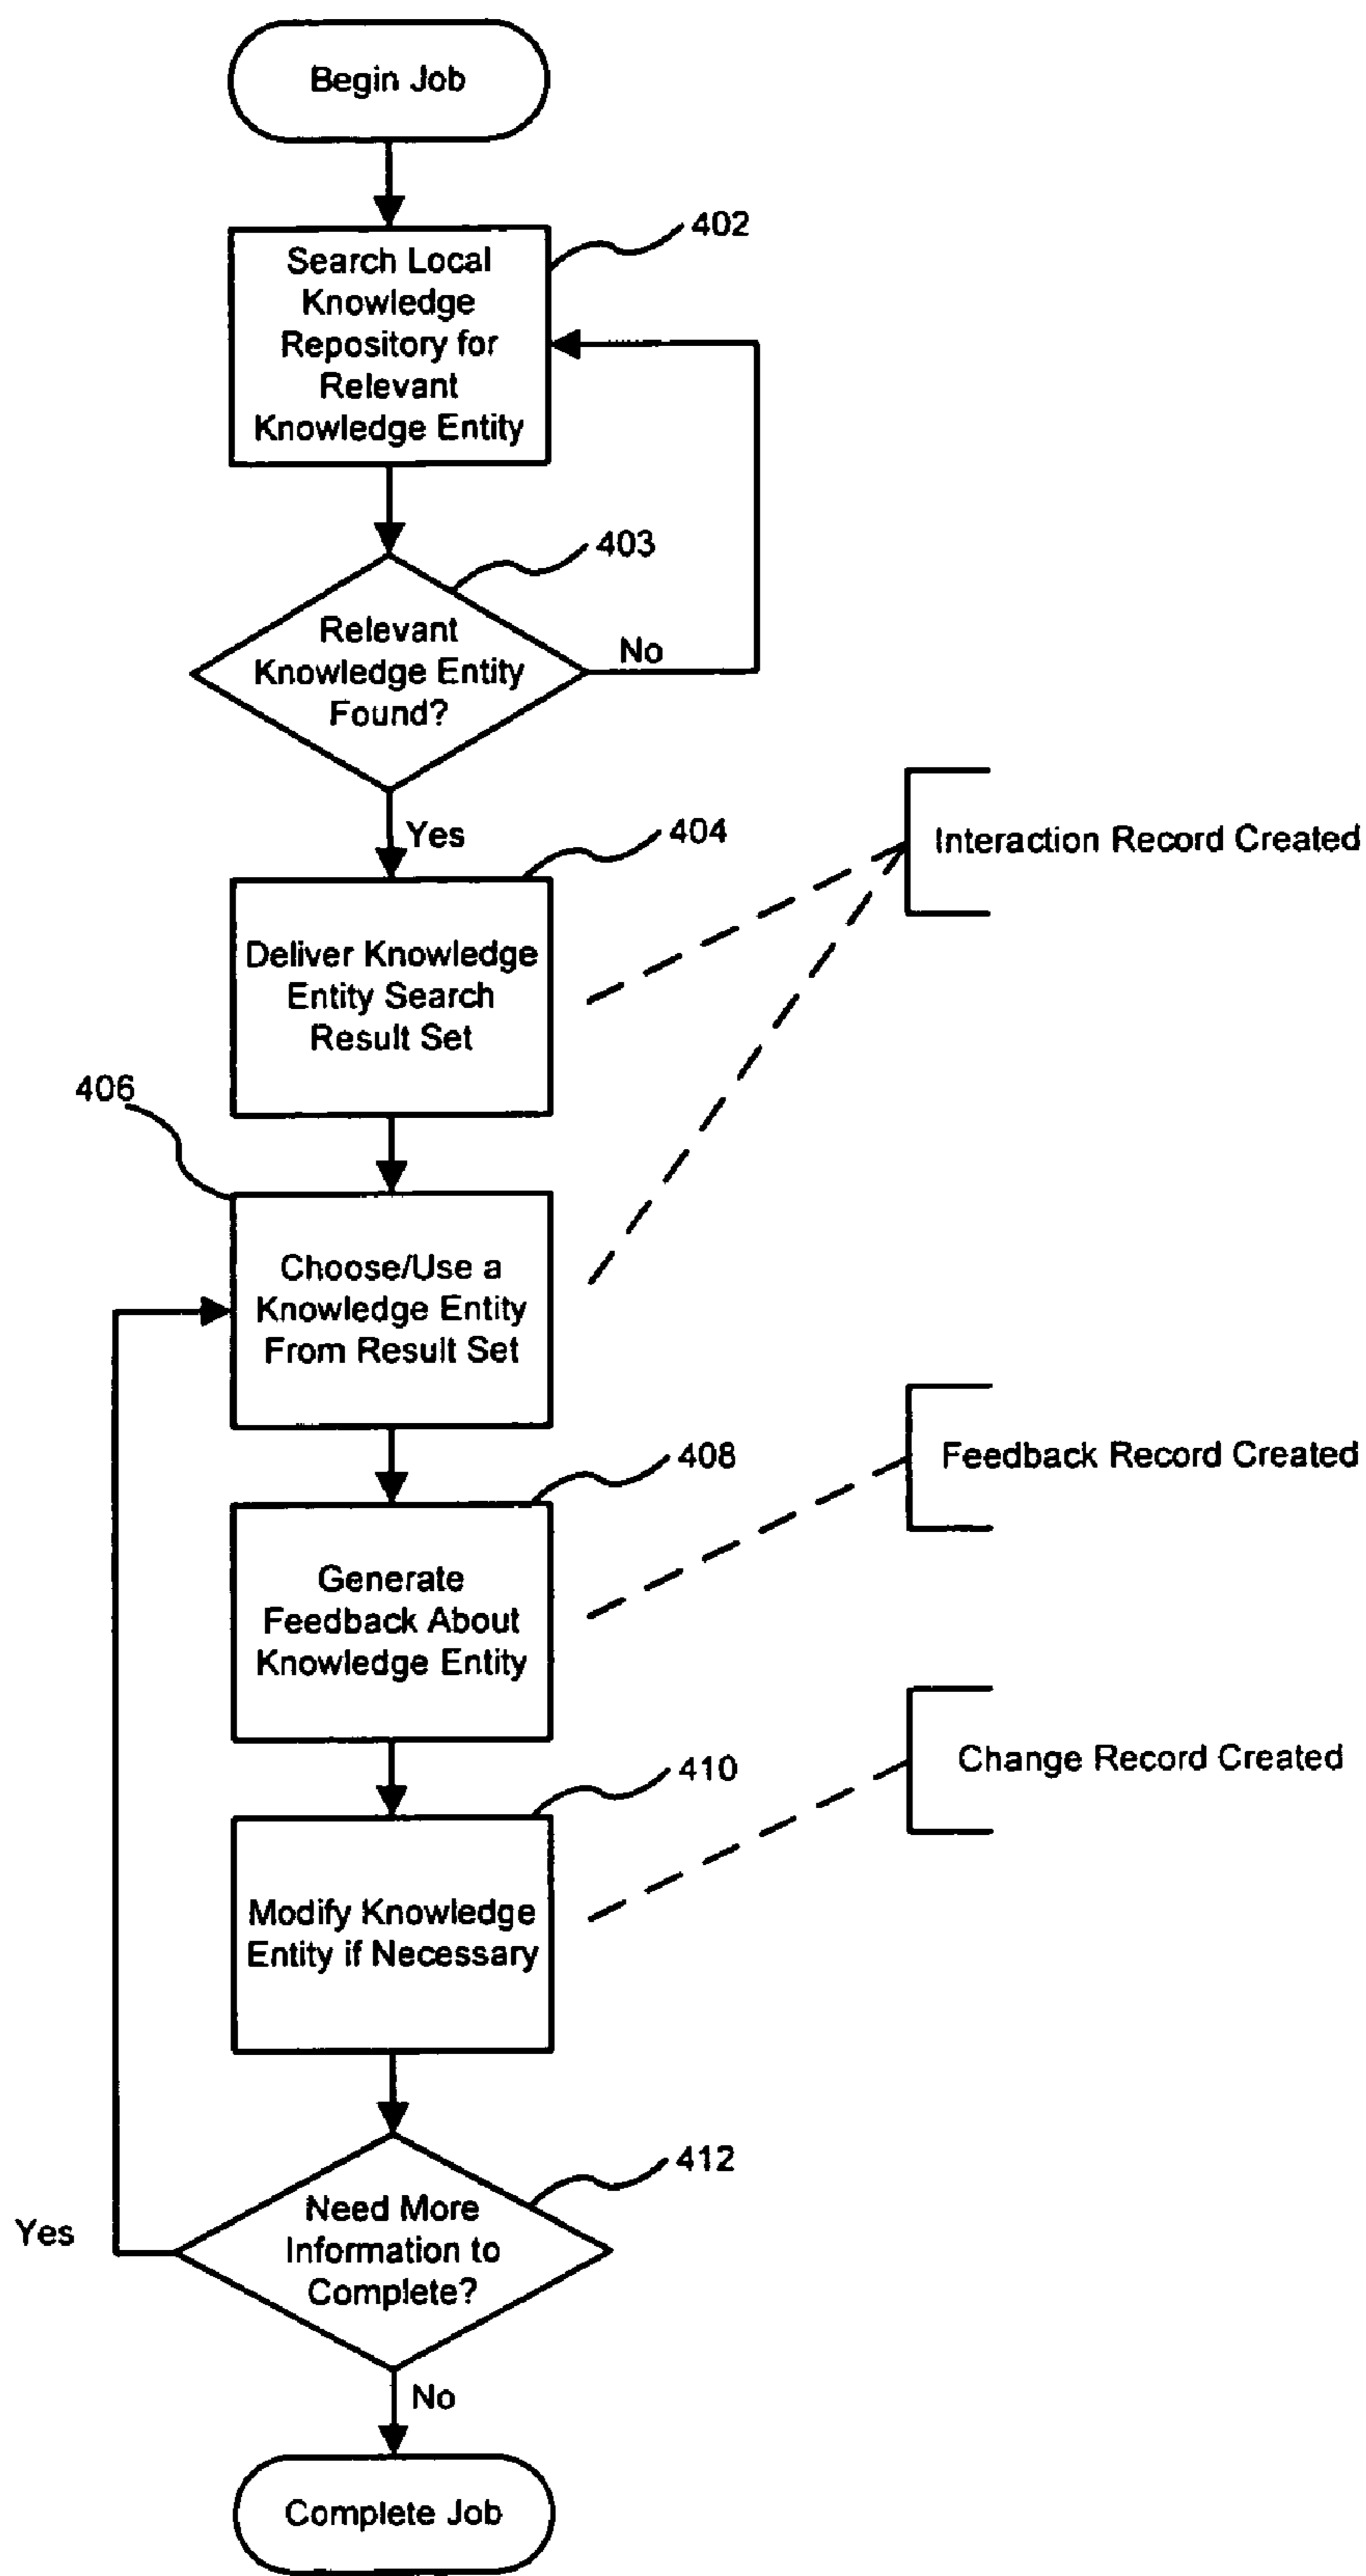 Begin Job
402
Search Local
Knowledge
Repository for
Relevant
Knowledge Entity
403
Relevant
Knowledge Entity
Found?
No
Yes
404
Interaction Record Created
Deliver Knowledge
Entity Search
Result Set
406
Choose/Use a
Knowledge Entity
From Result Set
408
Feedback Record Created
Generate
Feedback About
Knowledge Entity
410
Change Record Created
Modify Knowledge
Entity if Necessary
412
Need More
Information to
Complete?
Yes
No
Complete Job